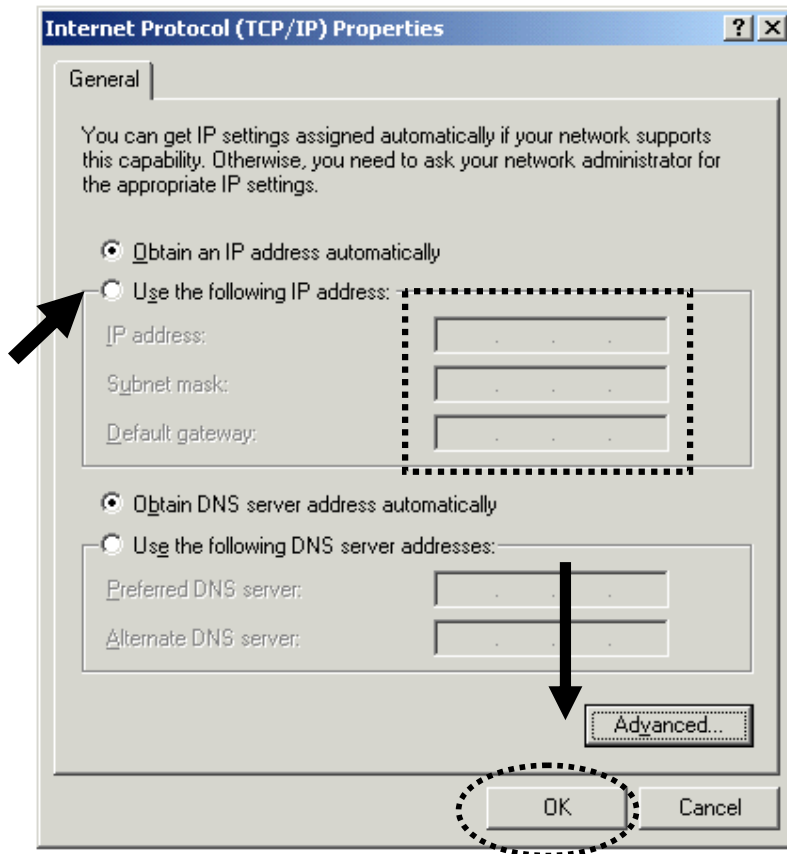 Internet Protocol (TCP/IP) Properties
General
You can get IP settings assigned automatically if your network supports
this capability. Otherwise, you need to ask your network administrator for
the appropriate IP settings.
Obtain an IP address automatically
Use the following IP address:
IP address:
Subnet mask:
Default gateway:
Obtain DNS server address automatically
Use the following DNS server addresses:
Preferred DNS server:
Alternate DNS server:
Advanced...
OK Cancel